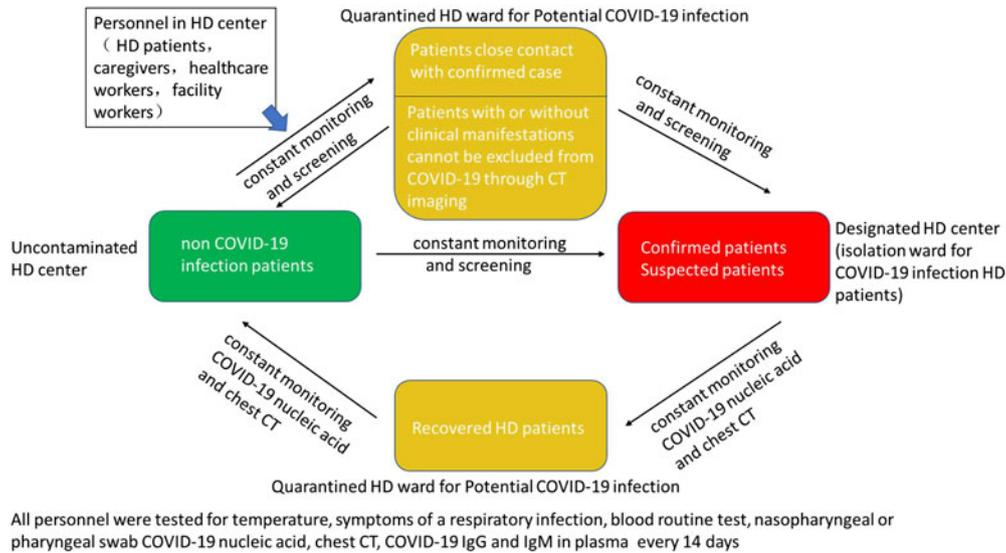 Quarantined HD ward for Potential COVID-19 infection
Personnel in HD center
（ HD patients，
caregivers，healthcare
workers，facility
workers）
Patients close contact
with confirmed case
Patients with or without
clinical manifestations
cannot be excluded from
COVID-19 through CT
imaging
constant monitoring
and screening
constant monitoring
and screening
Uncontaminated
HD center
non COVID-19
infection patients
constant monitoring
and screening
Confirmed patients
Suspected patients
Designated HD center
(isolation ward for
COVID-19 infection HD
patients)
constant monitoring
COVID-19 nucleic acid
and chest CT
Recovered HD patients
constant monitoring
COVID-19 nucleic acid
and chest CT
Quarantined HD ward for Potential COVID-19 infection
All personnel were tested for temperature, symptoms of a respiratory infection, blood routine test, nasopharyngeal or
pharyngeal swab COVID-19 nucleic acid, chest CT, COVID-19 IgG and IgM in plasma every 14 days